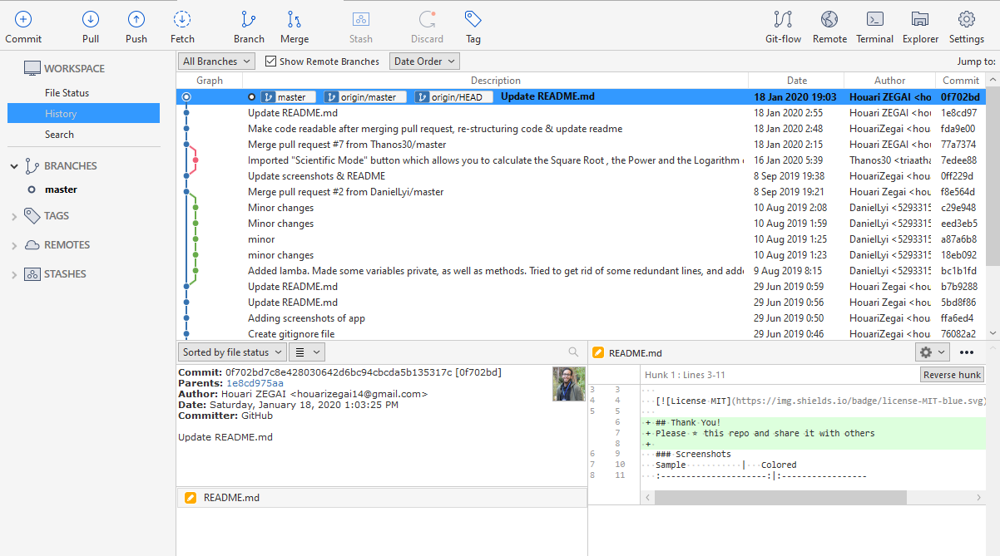 Commit Pull Push Fetch Branch Merge Stash Discard Tag Git-flow Remote Terminal Explorer Settings
WORKSPACE
File Status
History
Search
BRANCHES
master
TAGS
REMOTES
STASHES
All Branches Show Remote Branches Date Order Jump to:
Graph Description Date Author Commit
master origin/master origin/HEAD Update README.md 18 Jan 2020 19:03 Houari ZEGAI <ho 0f702bd
Update README.md 18 Jan 2020 2:55 Houari ZEGAI <hou 1e8cd97
Make code readable after merging pull request, re-structuring code & update readme 18 Jan 2020 2:48 HouariZegai <houa fda9e00
Merge pull request #7 from Thanos30/master 18 Jan 2020 2:15 HouariZegai <houa 77a7374
Imported "Scientific Mode" button which allows you to calculate the Square Root , the Power and the Logarithm 16 Jan 2020 5:39 Thanos30 <triaatha 7edee88
Update screenshots & README 8 Sep 2019 19:38 HouariZegai <houa 0ff229d
Merge pull request #2 from DanielLyi/master 8 Sep 2019 19:21 HouariZegai <houa f8e564d
Minor changes 10 Aug 2019 2:08 DanielLyi <5293315 c29e948
Minor changes 10 Aug 2019 1:59 DanielLyi <5293315 eed3eb5
minor 10 Aug 2019 1:25 DanielLyi <5293315 a87a6b8
minor changes 10 Aug 2019 1:23 DanielLyi <5293315 18eb092
Added lamba. Made some variables private, as well as methods. Tried to get rid of some redundant lines, and adde 9 Aug 2019 8:15 DanielLyi <5293315 bc1b1fd
Update README.md 29 Jun 2019 0:59 Houari Zegai <hou b7b9288
Update README.md 29 Jun 2019 0:56 Houari Zegai <hou 5bd8f86
Adding screenshots of app 29 Jun 2019 0:50 HouariZegai <houa ffa6ed4
Create gitignore file 29 Jun 2019 0:46 HouariZegai <houa 76082a2
Sorted by file status
Commit: 0f702bd7c8e428030642d6bc94cbcda5b135317c [0f702bd]
Parents: 1e8cd975aa
Author: Houari ZEGAI <houarizegai14@gmail.com>
Date: Saturday, January 18, 2020 1:03:25 PM
Committer: GitHub
Update README.md
README.md
README.md
Hunk 1 : Lines 3-11 Reverse hunk
3 3
4 4 [![License MIT](https://img.shields.io/badge/license-MIT-blue.svg)
5 5
6 + ## Thank You!
7 + Please ⭐ this repo and share it with others
8 +
6 9 ### Screenshots
7 10 Sample | Colored
8 11 :---------------------:|:-----------------